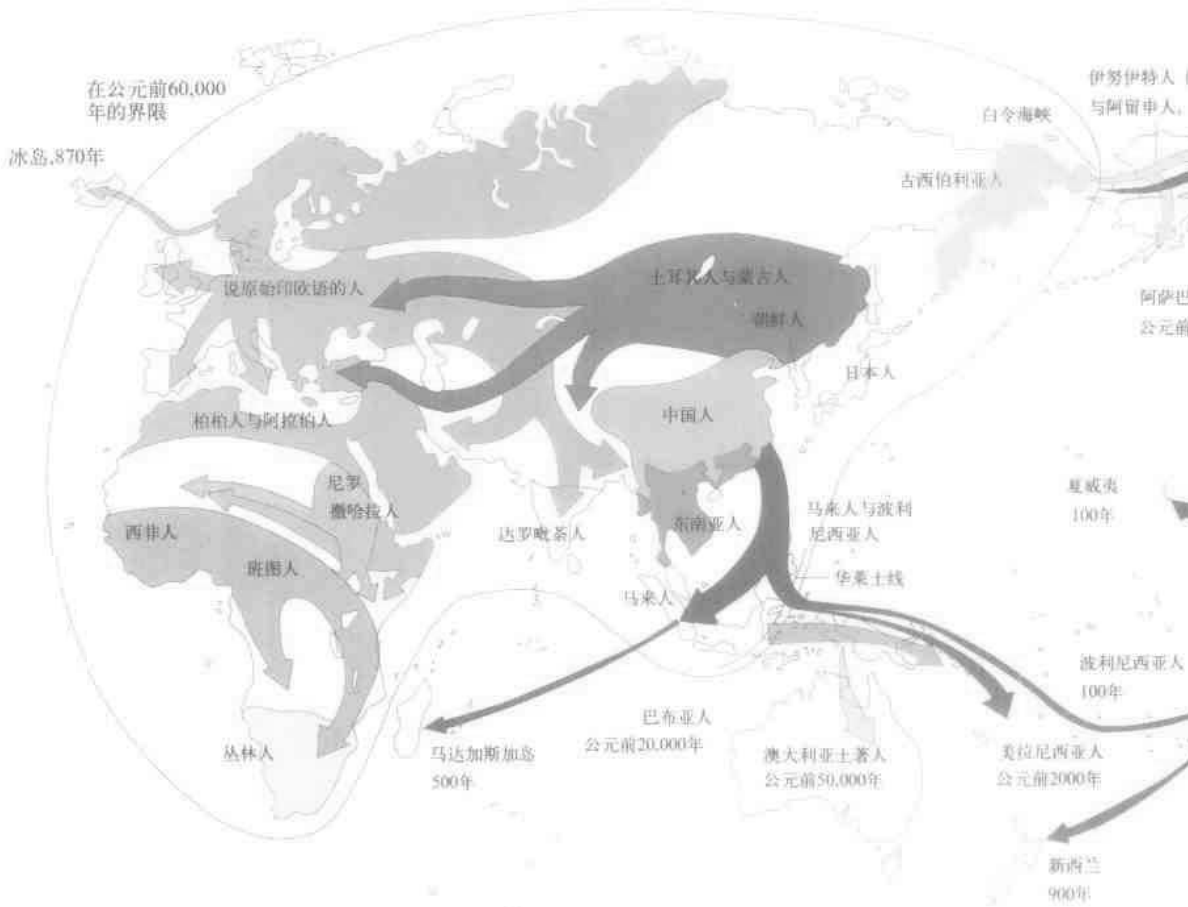 在公元前60,000
年的界限
冰岛,870年
伊努伊特人
与阿留申人,
白令海峡
古西伯利亚人
说原始印欧语的人
土耳其人与蒙古人
朝鲜人
阿萨巴
公元前
日本人
中国人
柏柏人与阿拉伯人
尼罗
撒哈拉人
西非人
班图人
达罗毗荼人
东南亚人
马来人与波利
尼西亚人
夏威夷
100年
华莱士线
马来人
波利尼西亚人
100年
丛林人
马达加斯加岛
500年
巴布亚人
公元前20,000年
澳大利亚土著人
公元前50,000年
美拉尼西亚人
公元前2000年
新西兰
900年